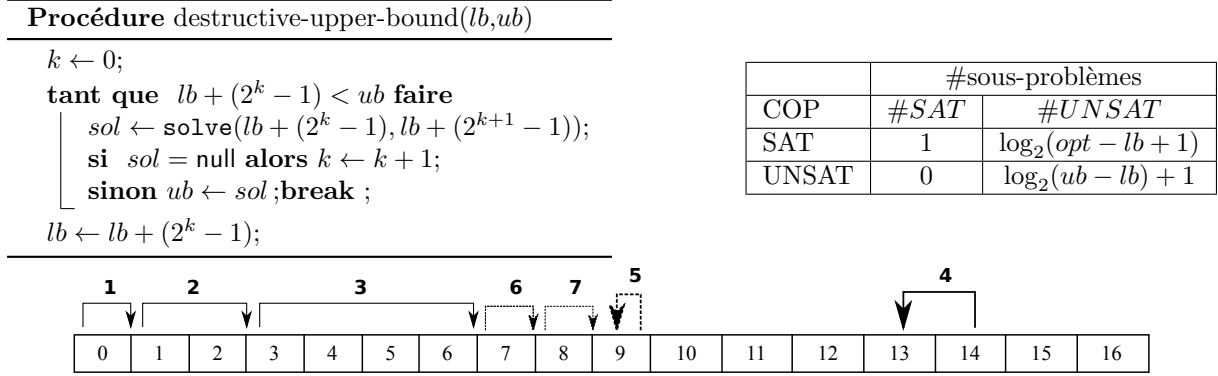 Procédure destructive-upper-bound(lb,ub)
k ← 0;
tant que lb + (2^k − 1) < ub faire
sol ← solve(lb + (2^k − 1), lb + (2^{k+1} − 1));
si sol = null alors k ← k + 1;
sinon ub ← sol ;break ;
lb ← lb + (2^k − 1);
#sous-problèmes
COP #SAT #UNSAT
SAT 1 log₂(opt − lb + 1)
UNSAT 0 log₂(ub − lb) + 1
1 2 3 6 7 5 4
0 1 2 3 4 5 6 7 8 9 10 11 12 13 14 15 16